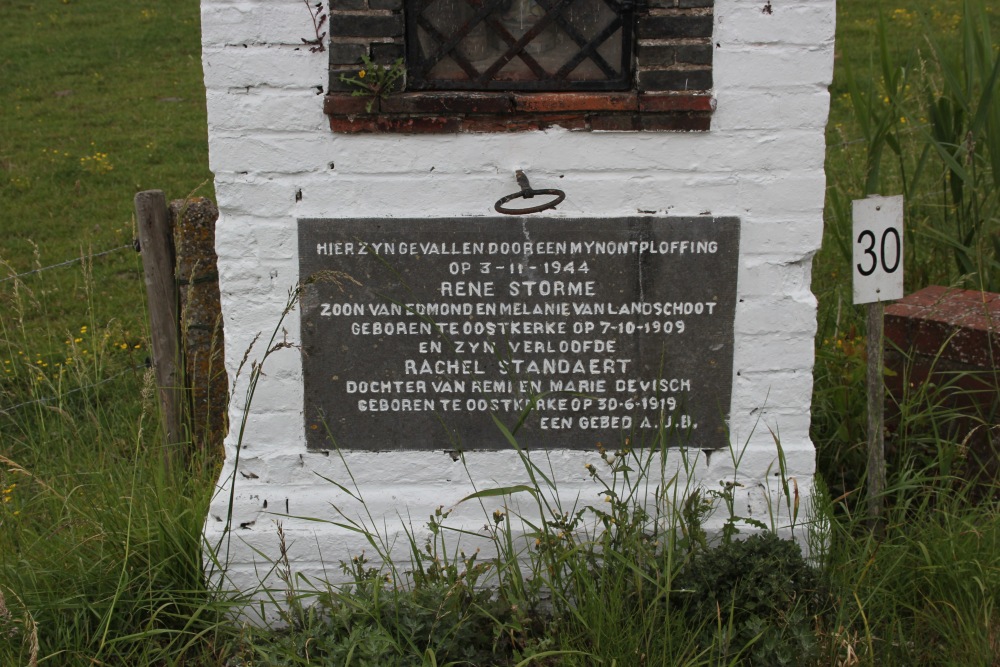 HIER ZYN GEVALLEN DOOR EEN MYNONTPLOFFING
OP 3-11-1944
RENE STORME
ZOON VAN EDMOND EN MELANIE VAN LANDSCHOOT
GEBOREN TE OOSTKERKE OP 7-10-1909
EN ZYN VERLOOFDE
RACHEL STANDAERT
DOCHTER VAN REMI EN MARIE DEVISCH
GEBOREN TE OOSTKERKE OP 30-6-1919
EEN GEBED A.U.B.
30